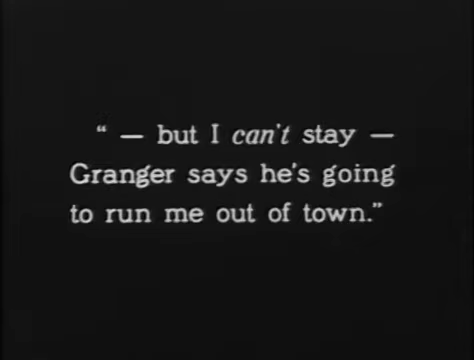 “ — but I can't stay —
Granger says he's going
to run me out of town.”